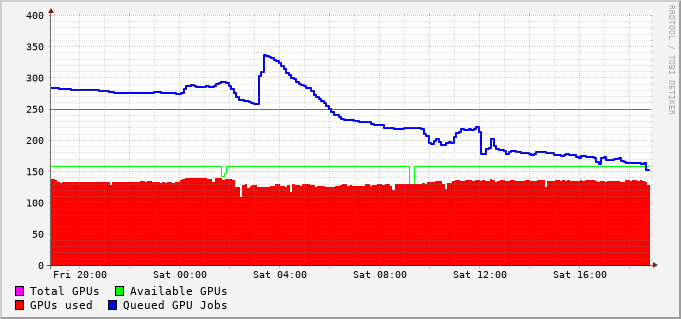 400
350
300
250
200
150
100
50
0
Fri 20:00 Sat 00:00 Sat 04:00 Sat 08:00 Sat 12:00 Sat 16:00
Total GPUs Available GPUs
GPUs used Queued GPU Jobs
RRDTOOL / TOBI OETIKER